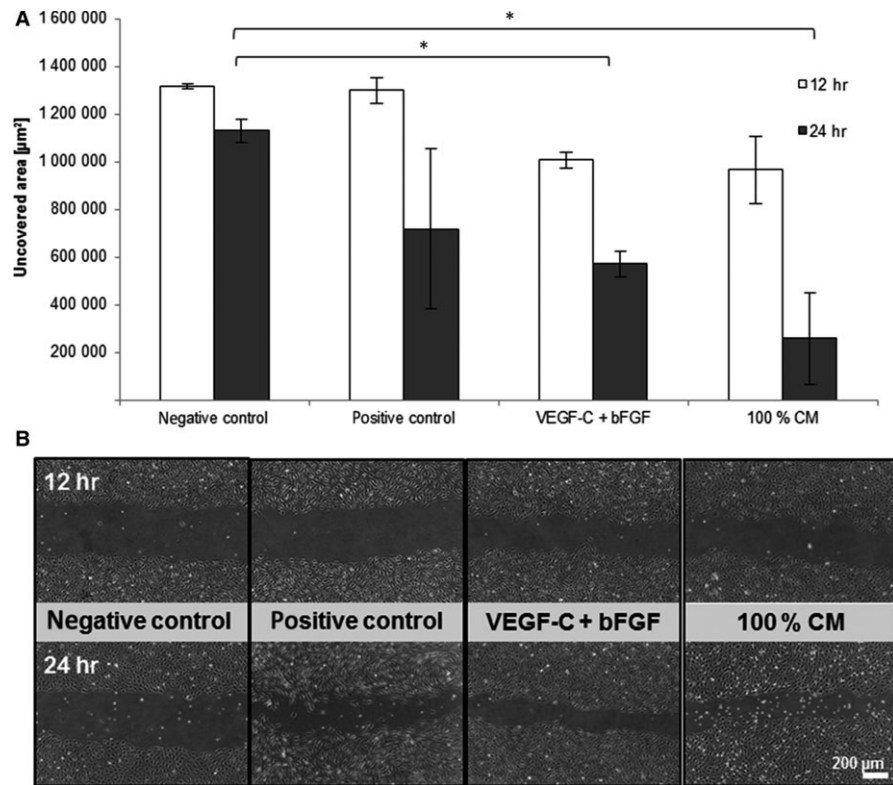 A
1 600 000
1 400 000
1 200 000
1 000 000
800 000
600 000
400 000
200 000
Uncovered area [µm²]
*
*
12 hr
24 hr
Negative control
Positive control
VEGF-C + bFGF
100 % CM
B
12 hr
Negative control
Positive control
VEGF-C + bFGF
100 % CM
24 hr
200 µm